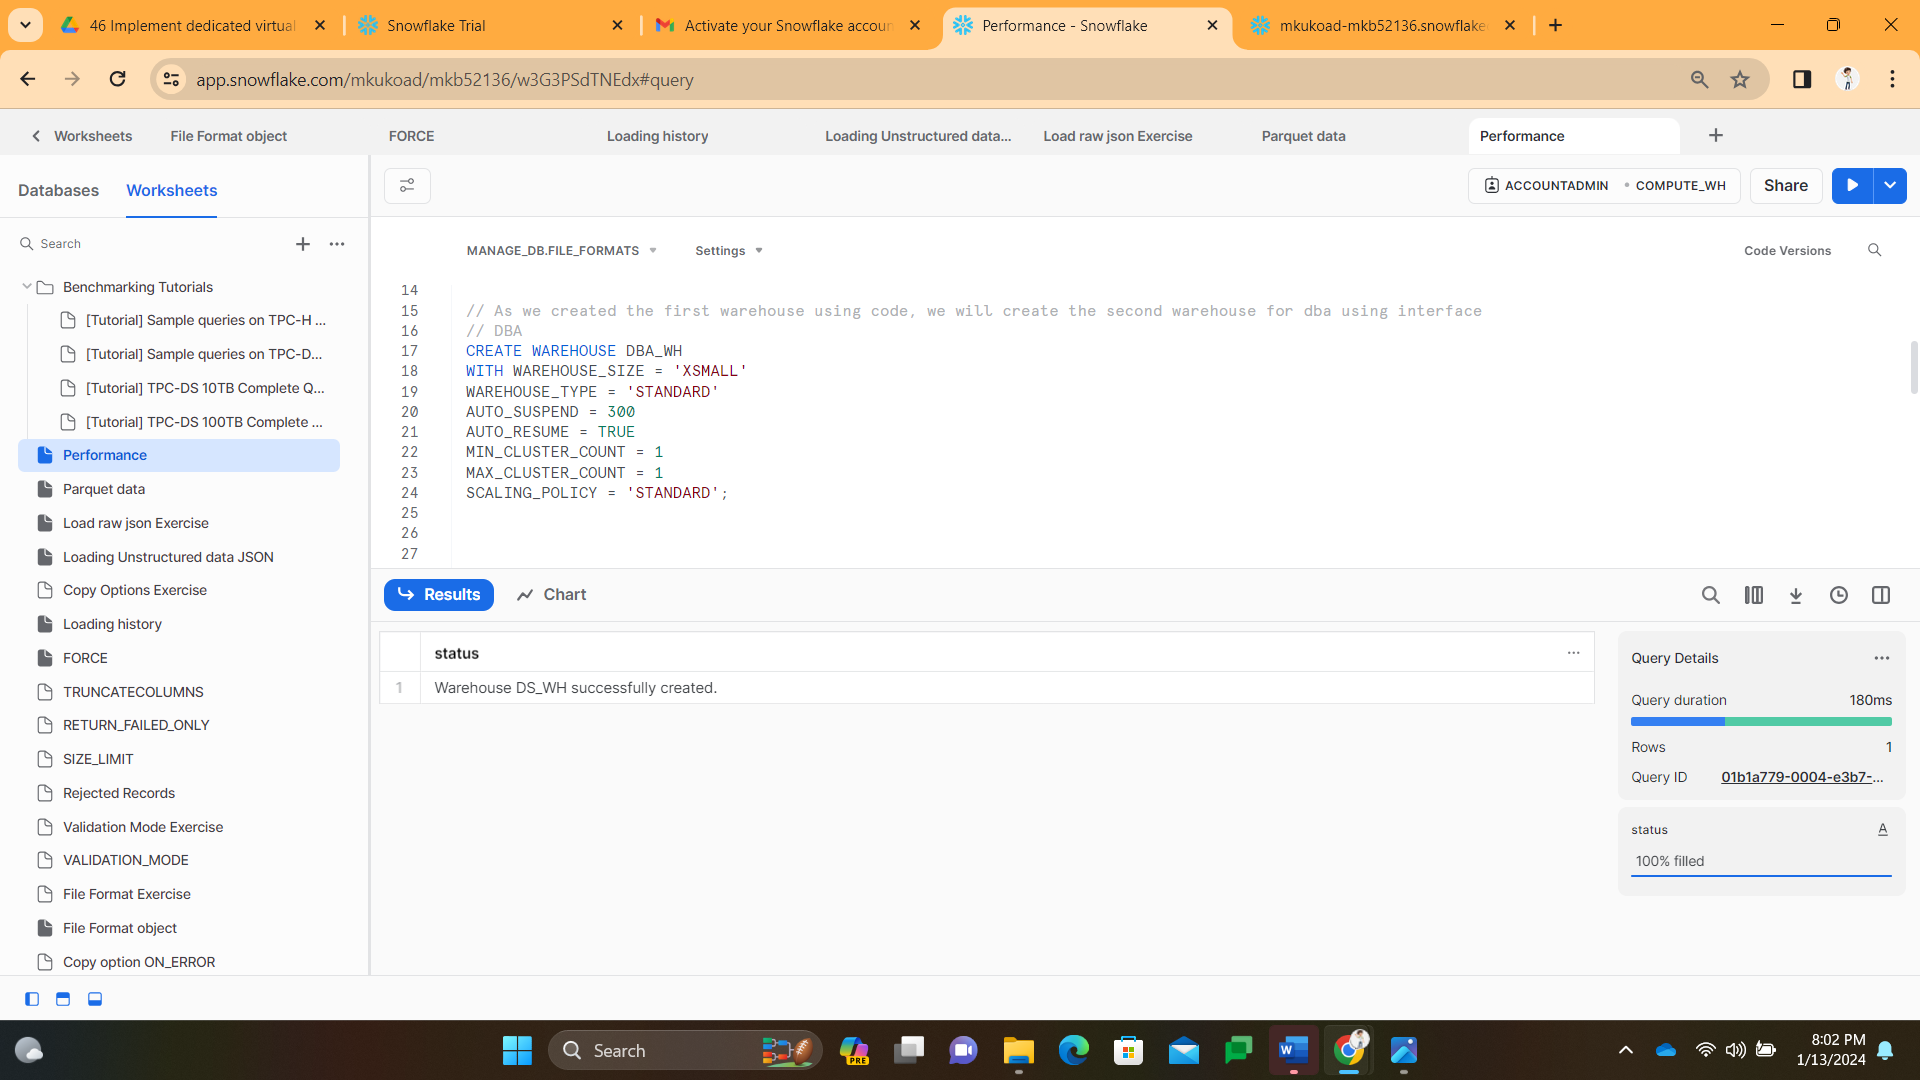 46 Implement dedicated virtual
Snowflake Trial
Activate your Snowflake accoun
Performance - Snowflake
mkukoad-mkb52136.snowflake
app.snowflake.com/mkukoad/mkb52136/w3G3PSdTNEdx#query
Worksheets
File Format object
FORCE
Loading history
Loading Unstructured data...
Load raw json Exercise
Parquet data
Performance
Databases
Worksheets
ACCOUNTADMIN
COMPUTE_WH
Share
Search
MANAGE_DB.FILE_FORMATS
Settings
Code Versions
Benchmarking Tutorials
[Tutorial] Sample queries on TPC-H ...
[Tutorial] Sample queries on TPC-D...
[Tutorial] TPC-DS 10TB Complete Q...
[Tutorial] TPC-DS 100TB Complete ...
Performance
Parquet data
Load raw json Exercise
Loading Unstructured data JSON
Copy Options Exercise
Loading history
FORCE
TRUNCATECOLUMNS
RETURN_FAILED_ONLY
SIZE_LIMIT
Rejected Records
Validation Mode Exercise
VALIDATION_MODE
File Format Exercise
File Format object
Copy option ON_ERROR
14
15 // As we created the first warehouse using code, we will create the second warehouse for dba using interface
16 // DBA
17 CREATE WAREHOUSE DBA_WH
18 WITH WAREHOUSE_SIZE = 'XSMALL'
19 WAREHOUSE_TYPE = 'STANDARD'
20 AUTO_SUSPEND = 300
21 AUTO_RESUME = TRUE
22 MIN_CLUSTER_COUNT = 1
23 MAX_CLUSTER_COUNT = 1
24 SCALING_POLICY = 'STANDARD';
25
26
27
Results
Chart
status
1 Warehouse DS_WH successfully created.
Query Details
Query duration 180ms
Rows 1
Query ID 01b1a779-0004-e3b7-...
status A
100% filled
Search
PRE
8:02 PM
1/13/2024